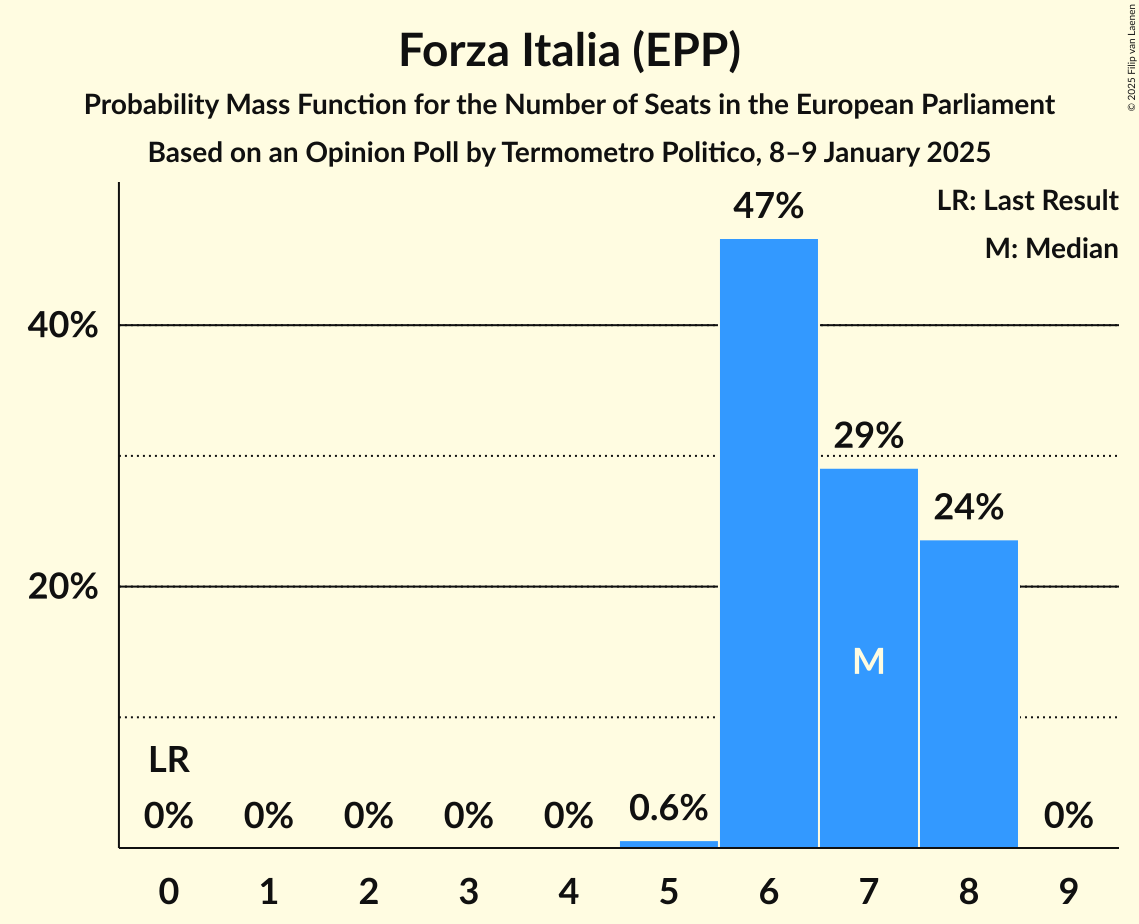 Forza Italia (EPP)
Probability Mass Function for the Number of Seats in the European Parliament
Based on an Opinion Poll by Termometro Politico, 8–9 January 2025
© 2025 Filip van Laenen
LR: Last Result
M: Median
47%
40%
29%
24%
20%
M
LR
0% 0% 0% 0% 0% 0.6% 0%
0 1 2 3 4 5 6 7 8 9